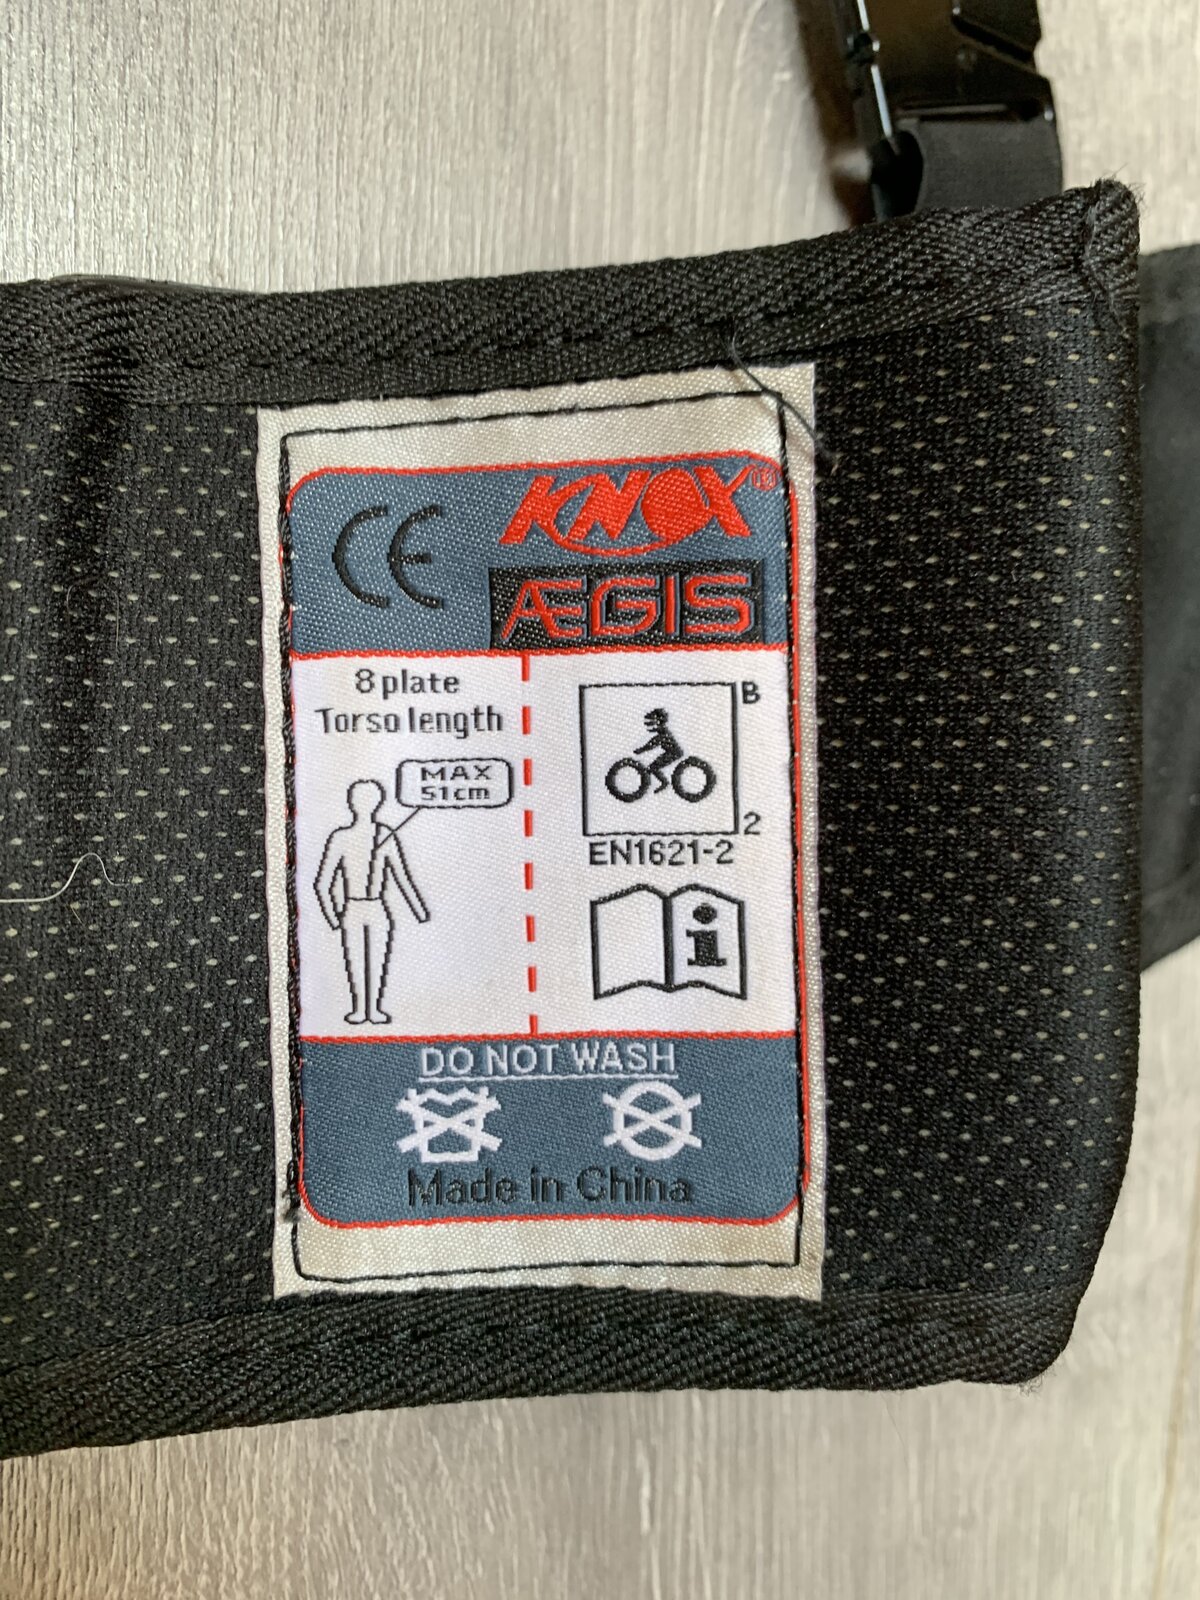 CE
KNOX®
ÆGIS
8 plate
Torso length
MAX
51cm
B
2
EN1621-2
i
DO NOT WASH
Made in China